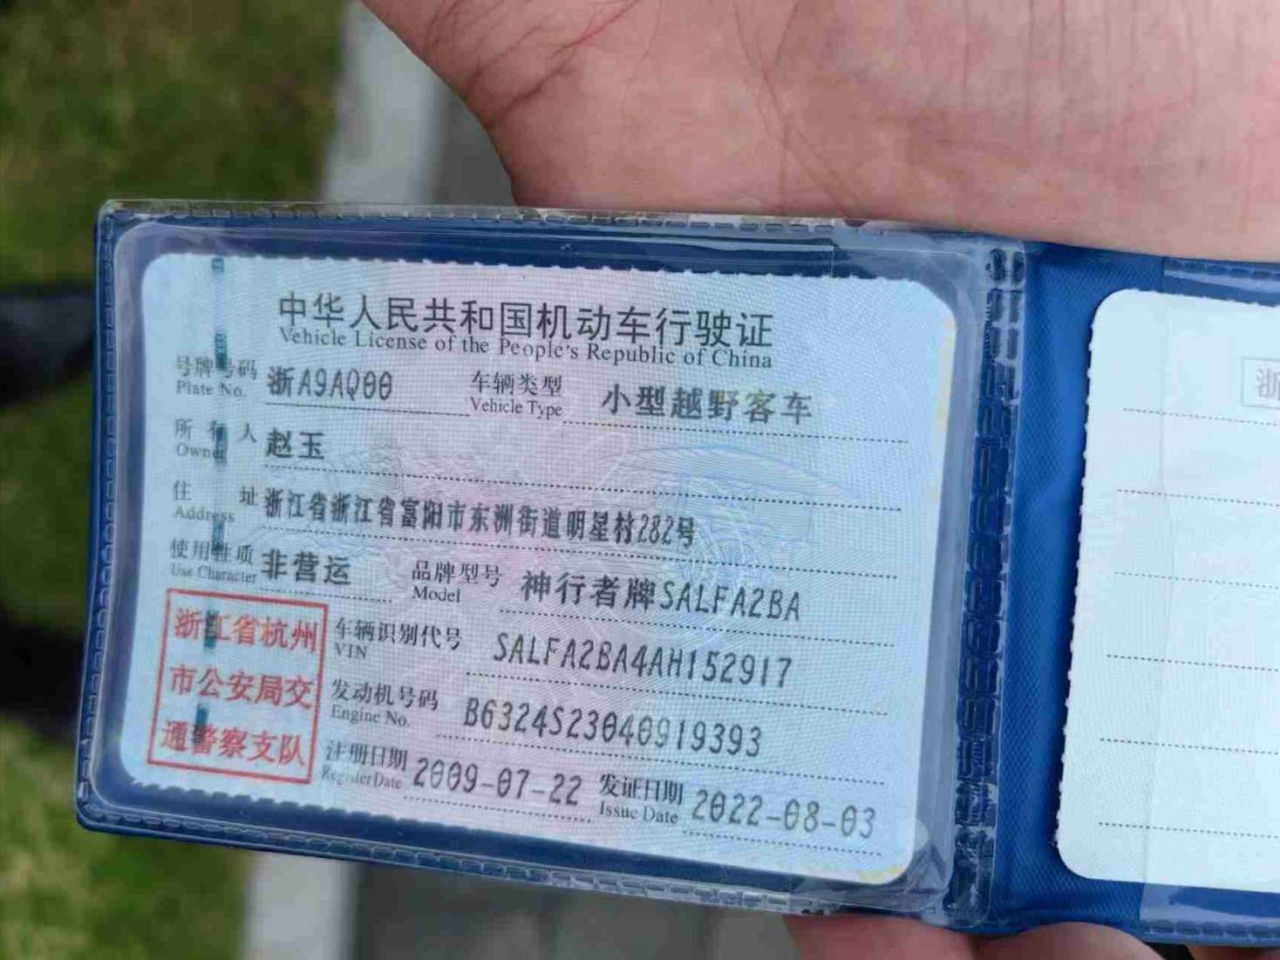 中华人民共和国机动车行驶证
Vehicle License of the People's Republic of China
号牌号码 浙A9AQ00 车辆类型 小型越野客车
Plate No. Vehicle Type
所有人 赵玉
Owner
住址 浙江省浙江省富阳市东洲街道明星村282号
Address
使用性质 非营运 品牌型号 神行者牌SALFA2BA
Use Character Model
浙江省杭州
市公安局交
通警察支队
车辆识别代号 SALFA2BA4AH152917
VIN
发动机号码 B6324S23040919393
Engine No.
注册日期 2009-07-22 发证日期 2022-08-03
Register Date Issue Date
浙